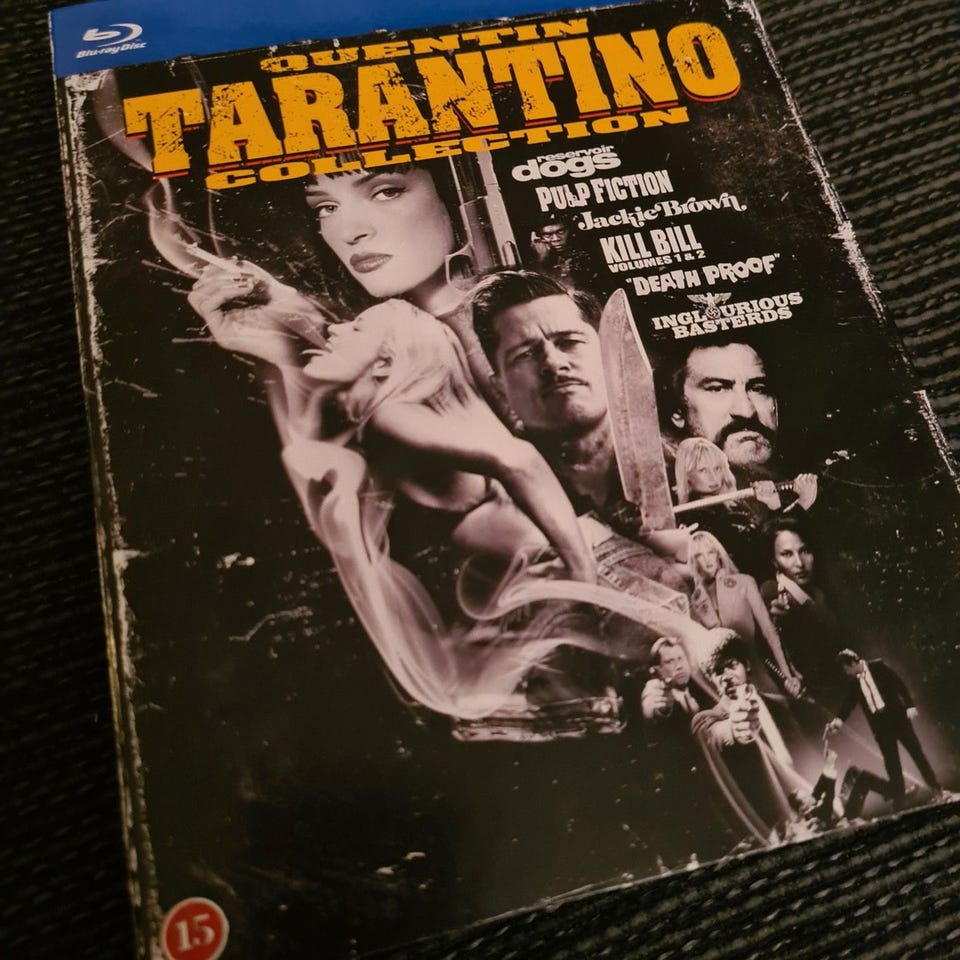 Blu-ray Disc
QUENTIN
TARANTINO
COLLECTION
reservoir
dogs
PULP FICTION
Jackie Brown
KILL BILL
VOLUMES 1 & 2
"DEATH PROOF"
INGLOURIOUS
BASTERDS
15